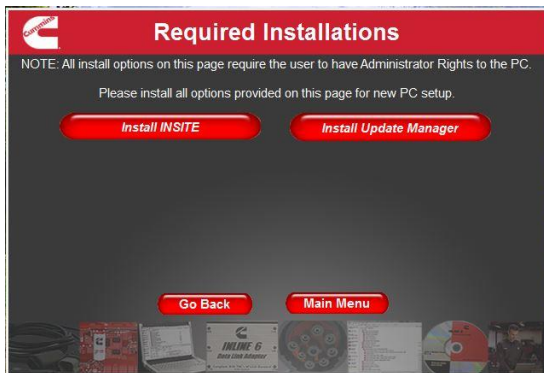 Cummins
Required Installations
NOTE: All install options on this page require the user to have Administrator Rights to the PC.
Please install all options provided on this page for new PC setup.
Install INSITE
Install Update Manager
Go Back
Main Menu
INLINE 6
Data Link Adapter